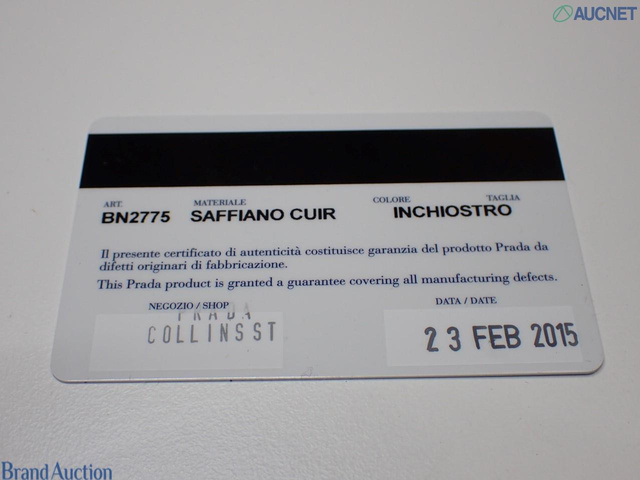 AUCNET
ART. MATERIALE COLORE TAGLIA
BN2775 SAFFIANO CUIR INCHIOSTRO
Il presente certificato di autenticità costituisce garanzia del prodotto Prada da
difetti originari di fabbricazione.
This Prada product is granted a guarantee covering all manufacturing defects.
NEGOZIO / SHOP DATA / DATE
PRADA
COLLINS ST 23 FEB 2015
Brand Auction